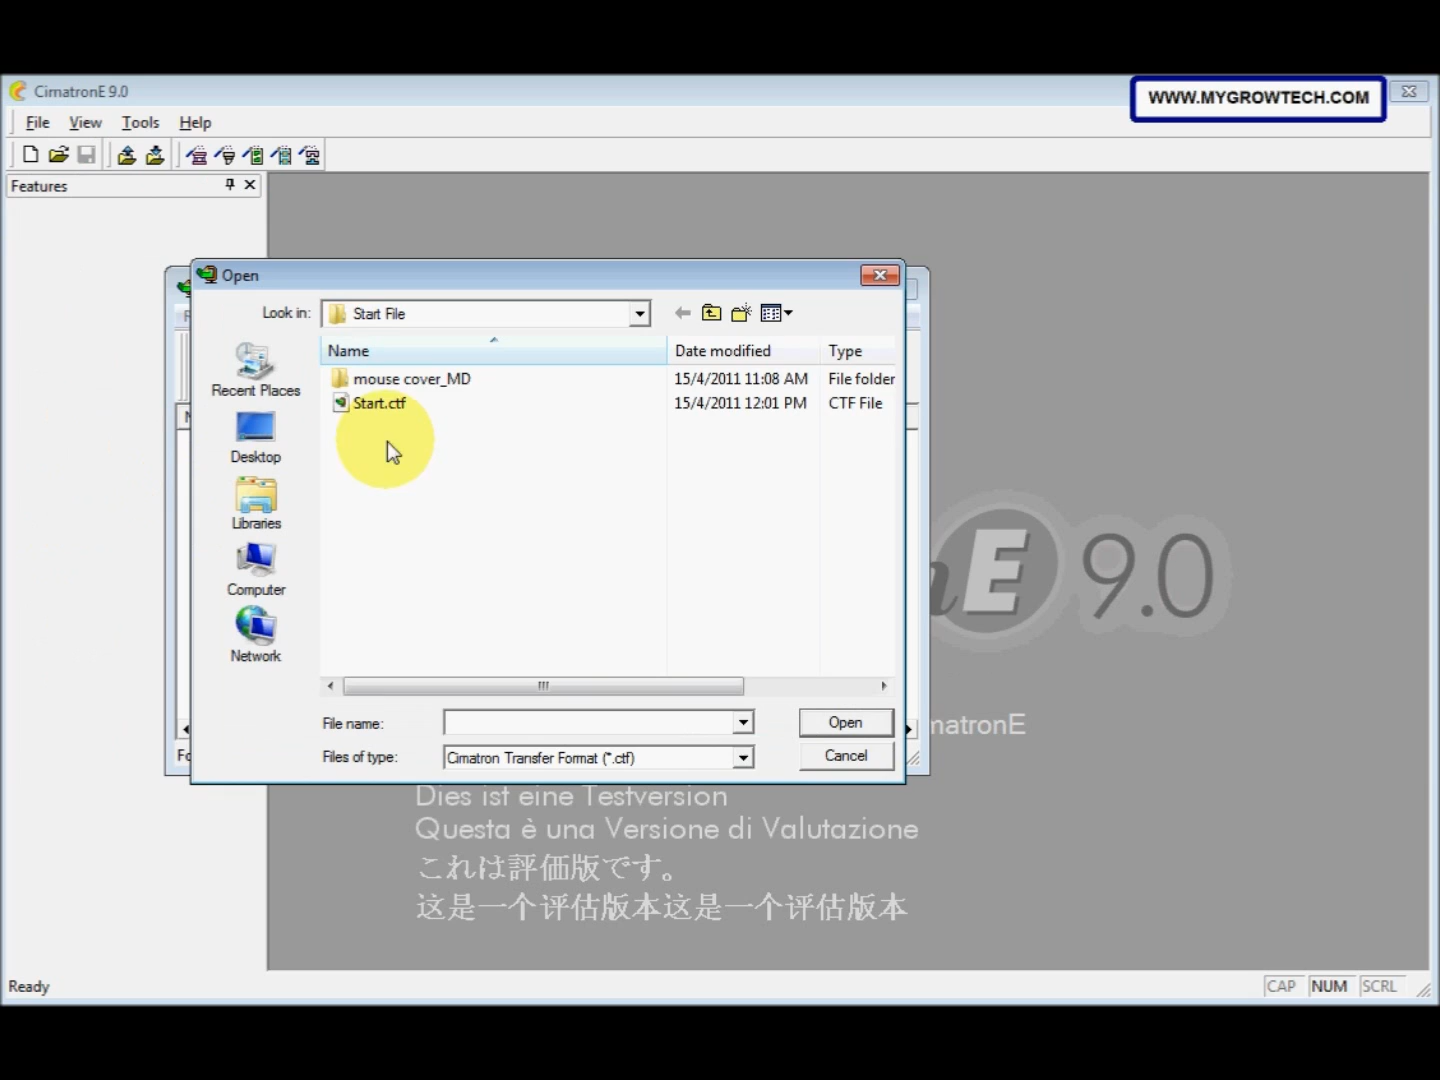 CimatronE 9.0
WWW.MYGROWTECH.COM
File View Tools Help
Features
Open
Look in: Start File
Name Date modified Type
mouse cover_MD 15/4/2011 11:08 AM File folder
Start.ctf 15/4/2011 12:01 PM CTF File
Recent Places
Desktop
Libraries
Computer
Network
File name: Open
Files of type: Cimatron Transfer Format (*.ctf) Cancel
E 9.0
matronE
Dies ist eine Testversion
Questa è una Versione di Valutazione
これは評価版です。
这是一个评估版本这是一个评估版本
Ready CAP NUM SCRL